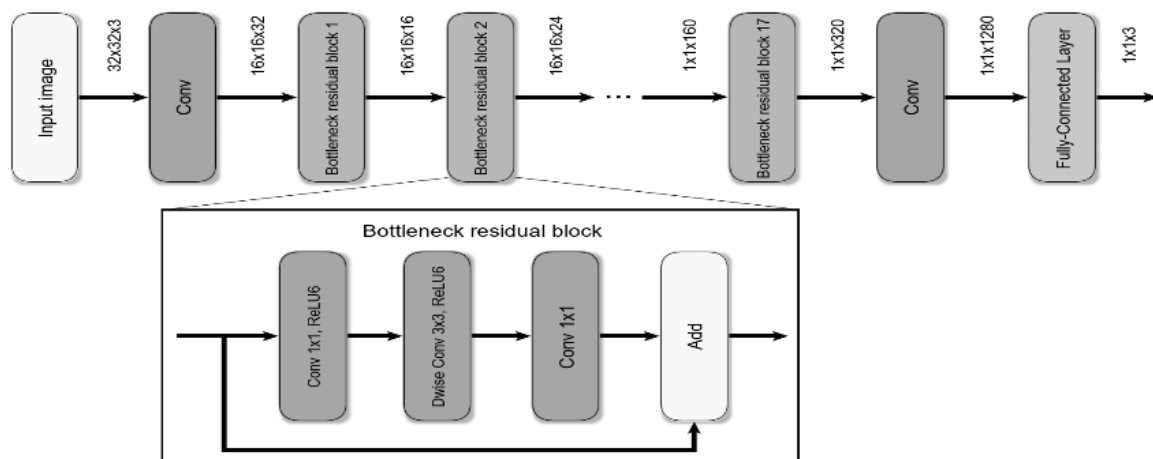 Input image
32x32x3
Conv
16x16x32
Bottleneck residual block 1
16x16x16
Bottleneck residual block 2
16x16x24
...
1x1x160
Bottleneck residual block 17
1x1x320
Conv
1x1x1280
Fully-Connected Layer
1x1x3
Bottleneck residual block
Conv 1x1, ReLU6
Dwise Conv 3x3, ReLU6
Conv 1x1
Add